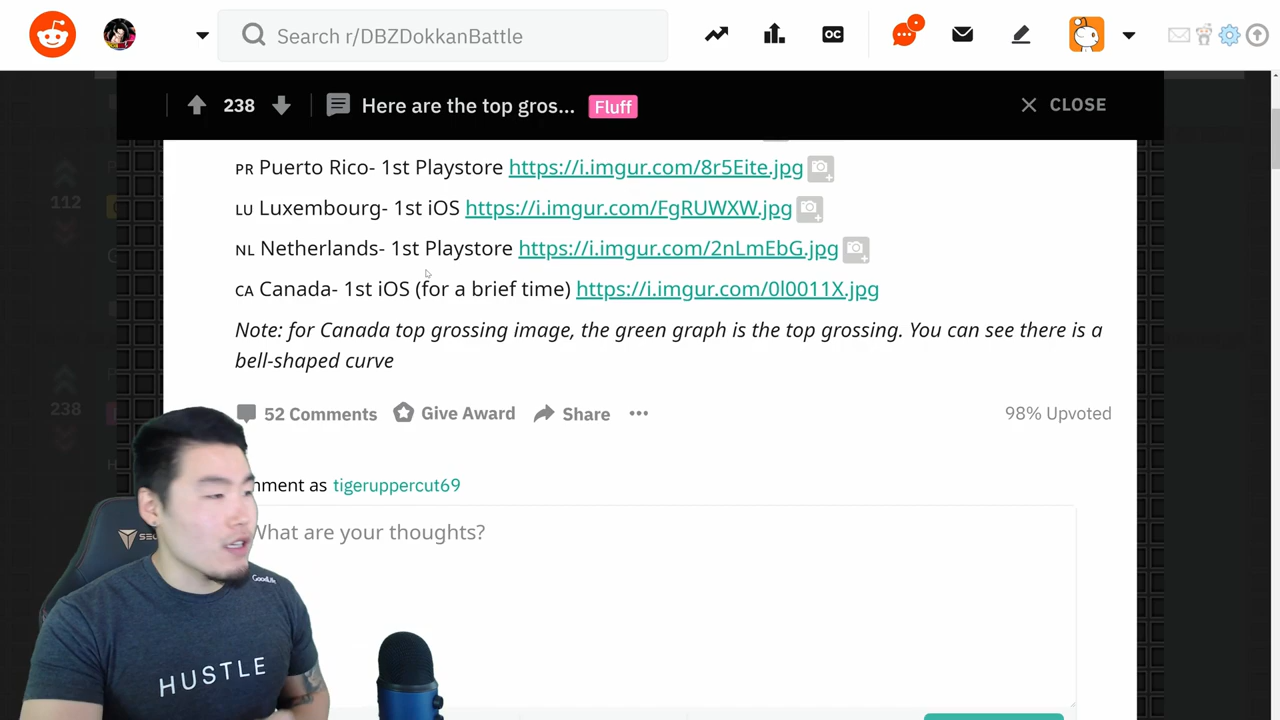 Search r/DBZDokkanBattle
OC
238
Here are the top gros...
Fluff
CLOSE
PR Puerto Rico- 1st Playstore https://i.imgur.com/8r5Eite.jpg
112
LU Luxembourg- 1st iOS https://i.imgur.com/FgRUWXW.jpg
NL Netherlands- 1st Playstore https://i.imgur.com/2nLmEbG.jpg
CA Canada- 1st iOS (for a brief time) https://i.imgur.com/0l0011X.jpg
Note: for Canada top grossing image, the green graph is the top grossing. You can see there is a
bell-shaped curve
238
52 Comments
Give Award
Share
98% Upvoted
mment as tigeruppercut69
What are your thoughts?
GoodLife
HUSTLE